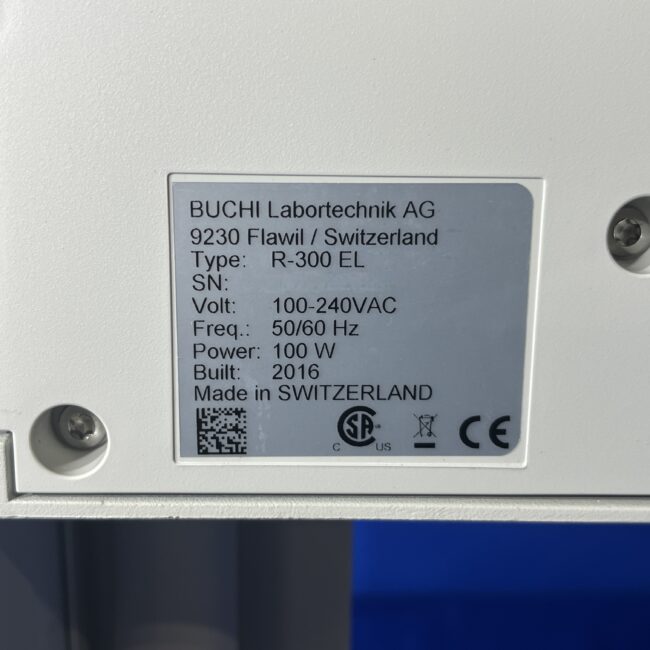 BUCHI Labortechnik AG
9230 Flawil / Switzerland
Type: R-300 EL
SN:
Volt: 100-240VAC
Freq.: 50/60 Hz
Power: 100 W
Built: 2016
Made in SWITZERLAND
C SA US
CE